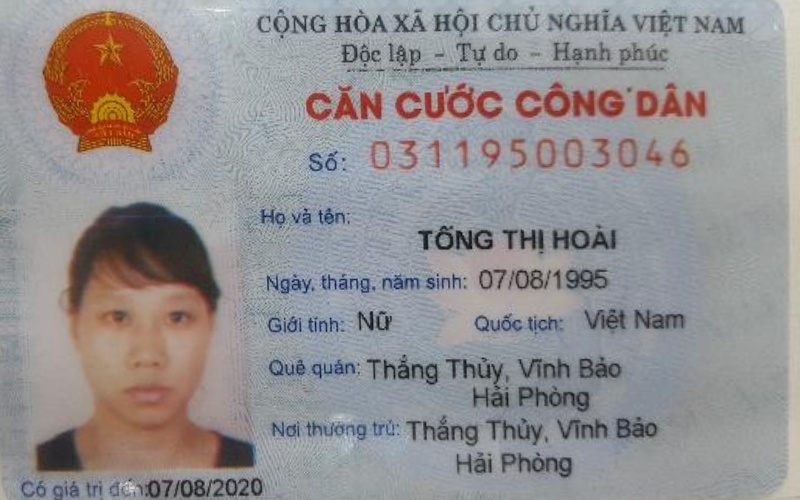 CỘNG HÒA XÃ HỘI CHỦ NGHĨA VIỆT NAM
Độc lập - Tự do - Hạnh phúc
CĂN CƯỚC CÔNG DÂN
Số: 031195003046
Họ và tên:
TỐNG THỊ HOÀI
Ngày, tháng, năm sinh: 07/08/1995
Giới tính: Nữ Quốc tịch: Việt Nam
Quê quán: Thắng Thủy, Vĩnh Bảo
Hải Phòng
Nơi thường trú: Thắng Thủy, Vĩnh Bảo
Hải Phòng
Có giá trị đến: 07/08/2020